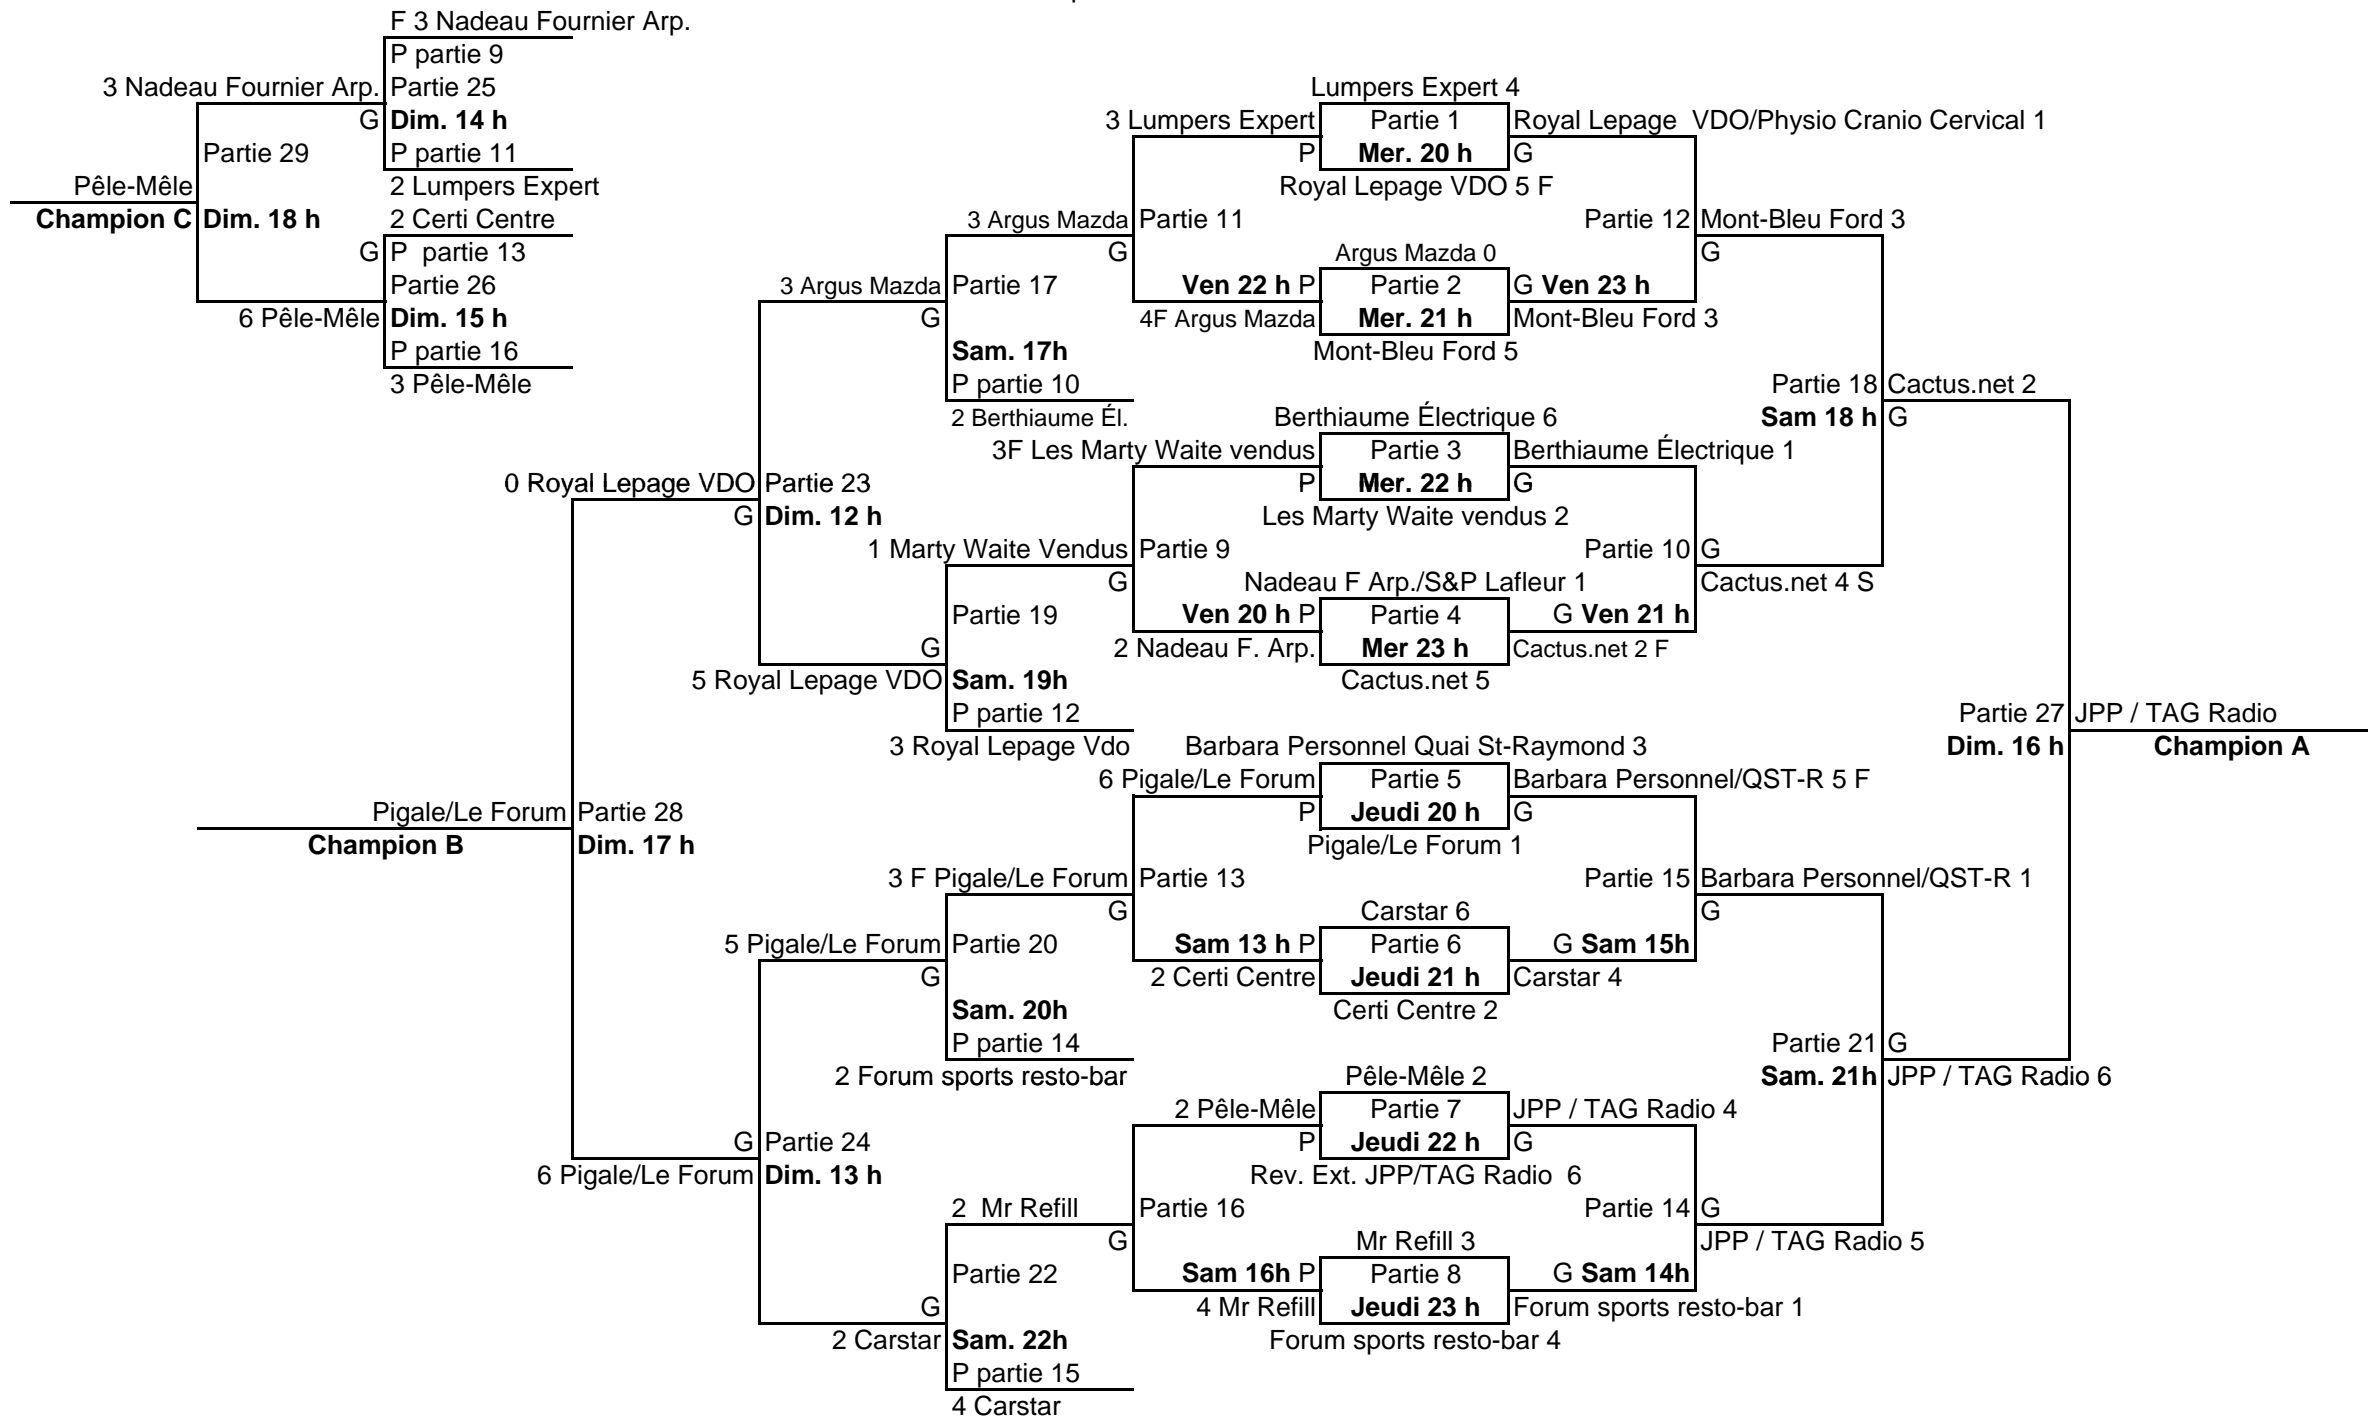 F 3 Nadeau Fournier Arp.
P partie 9
3 Nadeau Fournier Arp. Partie 25
G Dim. 14 h
Partie 29
P partie 11
Pêle-Mêle
2 Lumpers Expert
Champion C Dim. 18 h
2 Certi Centre
G P partie 13
Partie 26
6 Pêle-Mêle Dim. 15 h
P partie 16
3 Pêle-Mêle
Lumpers Expert 4
3 Lumpers Expert Partie 1 Royal Lepage VDO/Physio Cranio Cervical 1
P Mer. 20 h G
Royal Lepage VDO 5 F
3 Argus Mazda Partie 11 Partie 12 Mont-Bleu Ford 3
G Argus Mazda 0 G
3 Argus Mazda Partie 17 Ven 22 h P Partie 2 G Ven 23 h
G 4F Argus Mazda Mer. 21 h Mont-Bleu Ford 3
Sam. 17h Mont-Bleu Ford 5
P partie 10 Partie 18 Cactus.net 2
2 Berthiaume Él. Berthiaume Électrique 6 Sam 18 h G
3F Les Marty Waite vendus Partie 3 Berthiaume Électrique 1
0 Royal Lepage VDO Partie 23 P Mer. 22 h G
G Dim. 12 h Les Marty Waite vendus 2
1 Marty Waite Vendus Partie 9 Partie 10 G
G Nadeau F Arp./S&P Lafleur 1 Cactus.net 4 S
Partie 19 Ven 20 h P Partie 4 G Ven 21 h
G 2 Nadeau F. Arp. Mer 23 h Cactus.net 2 F
5 Royal Lepage VDO Sam. 19h Cactus.net 5
P partie 12 Partie 27 JPP / TAG Radio
3 Royal Lepage Vdo Barbara Personnel Quai St-Raymond 3 Dim. 16 h Champion A
6 Pigale/Le Forum Partie 5 Barbara Personnel/QST-R 5 F
Pigale/Le Forum Partie 28 P Jeudi 20 h G
Champion B Dim. 17 h Pigale/Le Forum 1
3 F Pigale/Le Forum Partie 13 Partie 15 Barbara Personnel/QST-R 1
G Carstar 6 G
5 Pigale/Le Forum Partie 20 Sam 13 h P Partie 6 G Sam 15h
G 2 Certi Centre Jeudi 21 h Carstar 4
Sam. 20h Certi Centre 2
P partie 14 Partie 21 G
2 Forum sports resto-bar Pêle-Mêle 2 Sam. 21h JPP / TAG Radio 6
2 Pêle-Mêle Partie 7 JPP / TAG Radio 4
G Partie 24 P Jeudi 22 h G
6 Pigale/Le Forum Dim. 13 h Rev. Ext. JPP/TAG Radio 6
2 Mr Refill Partie 16 Partie 14 G
G Mr Refill 3 JPP / TAG Radio 5
Partie 22 Sam 16h P Partie 8 G Sam 14h
G 4 Mr Refill Jeudi 23 h Forum sports resto-bar 1
2 Carstar Sam. 22h Forum sports resto-bar 4
P partie 15
4 Carstar